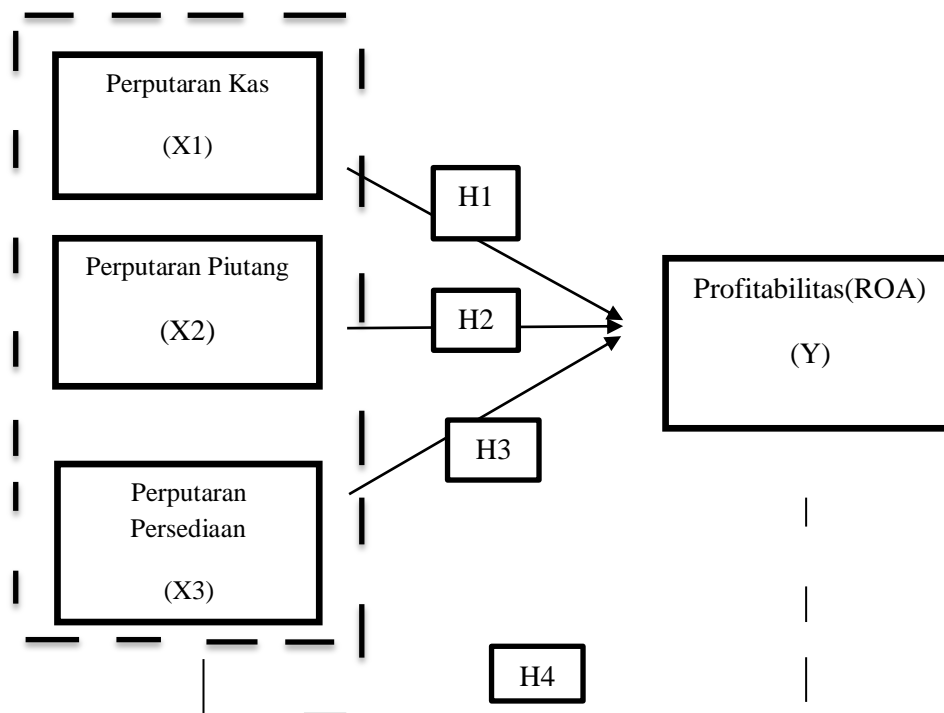 Perputaran Kas
(X1)
H1
Perputaran Piutang
(X2)
H2
Profitabilitas(ROA)
(Y)
H3
Perputaran
Persediaan
(X3)
H4